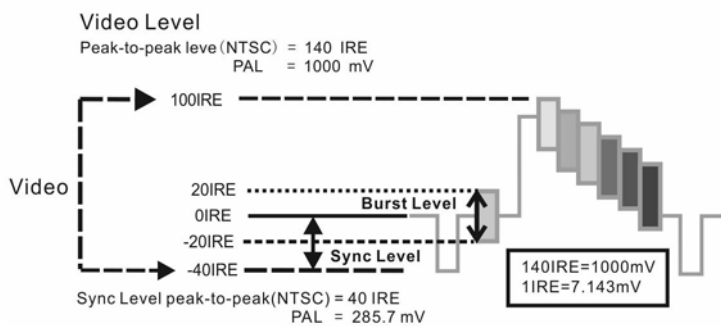 Video Level
Peak-to-peak leve(NTSC) = 140 IRE
PAL = 1000 mV
100IRE
Video
20IRE
Burst Level
0IRE
-20IRE
Sync Level
-40IRE
140IRE=1000mV
1IRE=7.143mV
Sync Level peak-to-peak(NTSC) = 40 IRE
PAL = 285.7 mV